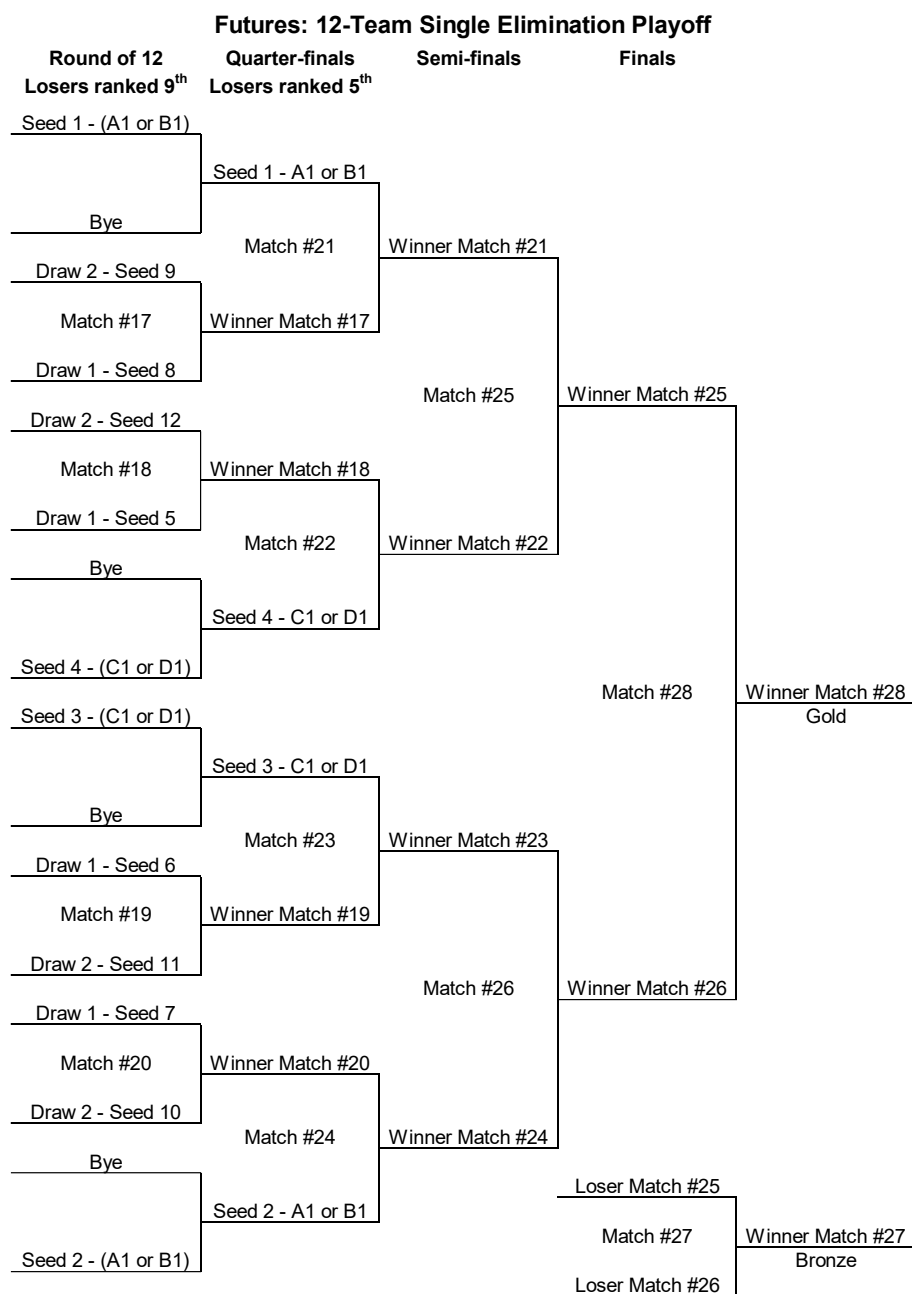 Futures: 12-Team Single Elimination Playoff
Round of 12 Quarter-finals Semi-finals Finals
Losers ranked 9th Losers ranked 5th
Seed 1 - (A1 or B1)
Seed 1 - A1 or B1
Bye
Match #21 Winner Match #21
Draw 2 - Seed 9
Match #17 Winner Match #17
Draw 1 - Seed 8
Match #25 Winner Match #25
Draw 2 - Seed 12
Match #18 Winner Match #18
Draw 1 - Seed 5
Match #22 Winner Match #22
Bye
Seed 4 - C1 or D1
Seed 4 - (C1 or D1)
Match #28 Winner Match #28
Seed 3 - (C1 or D1)
Gold
Seed 3 - C1 or D1
Bye
Match #23 Winner Match #23
Draw 1 - Seed 6
Match #19 Winner Match #19
Draw 2 - Seed 11
Match #26 Winner Match #26
Draw 1 - Seed 7
Match #20 Winner Match #20
Draw 2 - Seed 10
Match #24 Winner Match #24
Bye
Loser Match #25
Seed 2 - A1 or B1
Match #27 Winner Match #27
Seed 2 - (A1 or B1)
Bronze
Loser Match #26